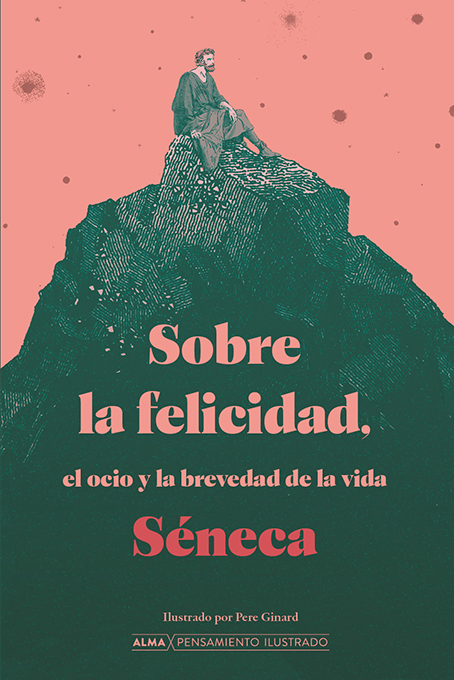 Sobre
la felicidad,
el ocio y la brevedad de la vida
Séneca
Ilustrado por Pere Ginard
ALMA PENSAMIENTO ILUSTRADO